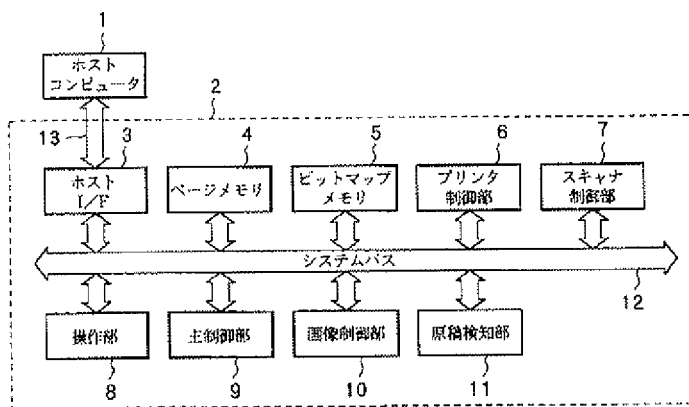 1
ホスト
コンピュータ
2
13
3
4
5
6
7
ホスト
I/F
ページメモリ
ビットマップ
メモリ
プリンタ
制御部
スキャナ
制御部
システムバス
12
操作部
主制御部
画像制御部
原稿検知部
8
9
10
11